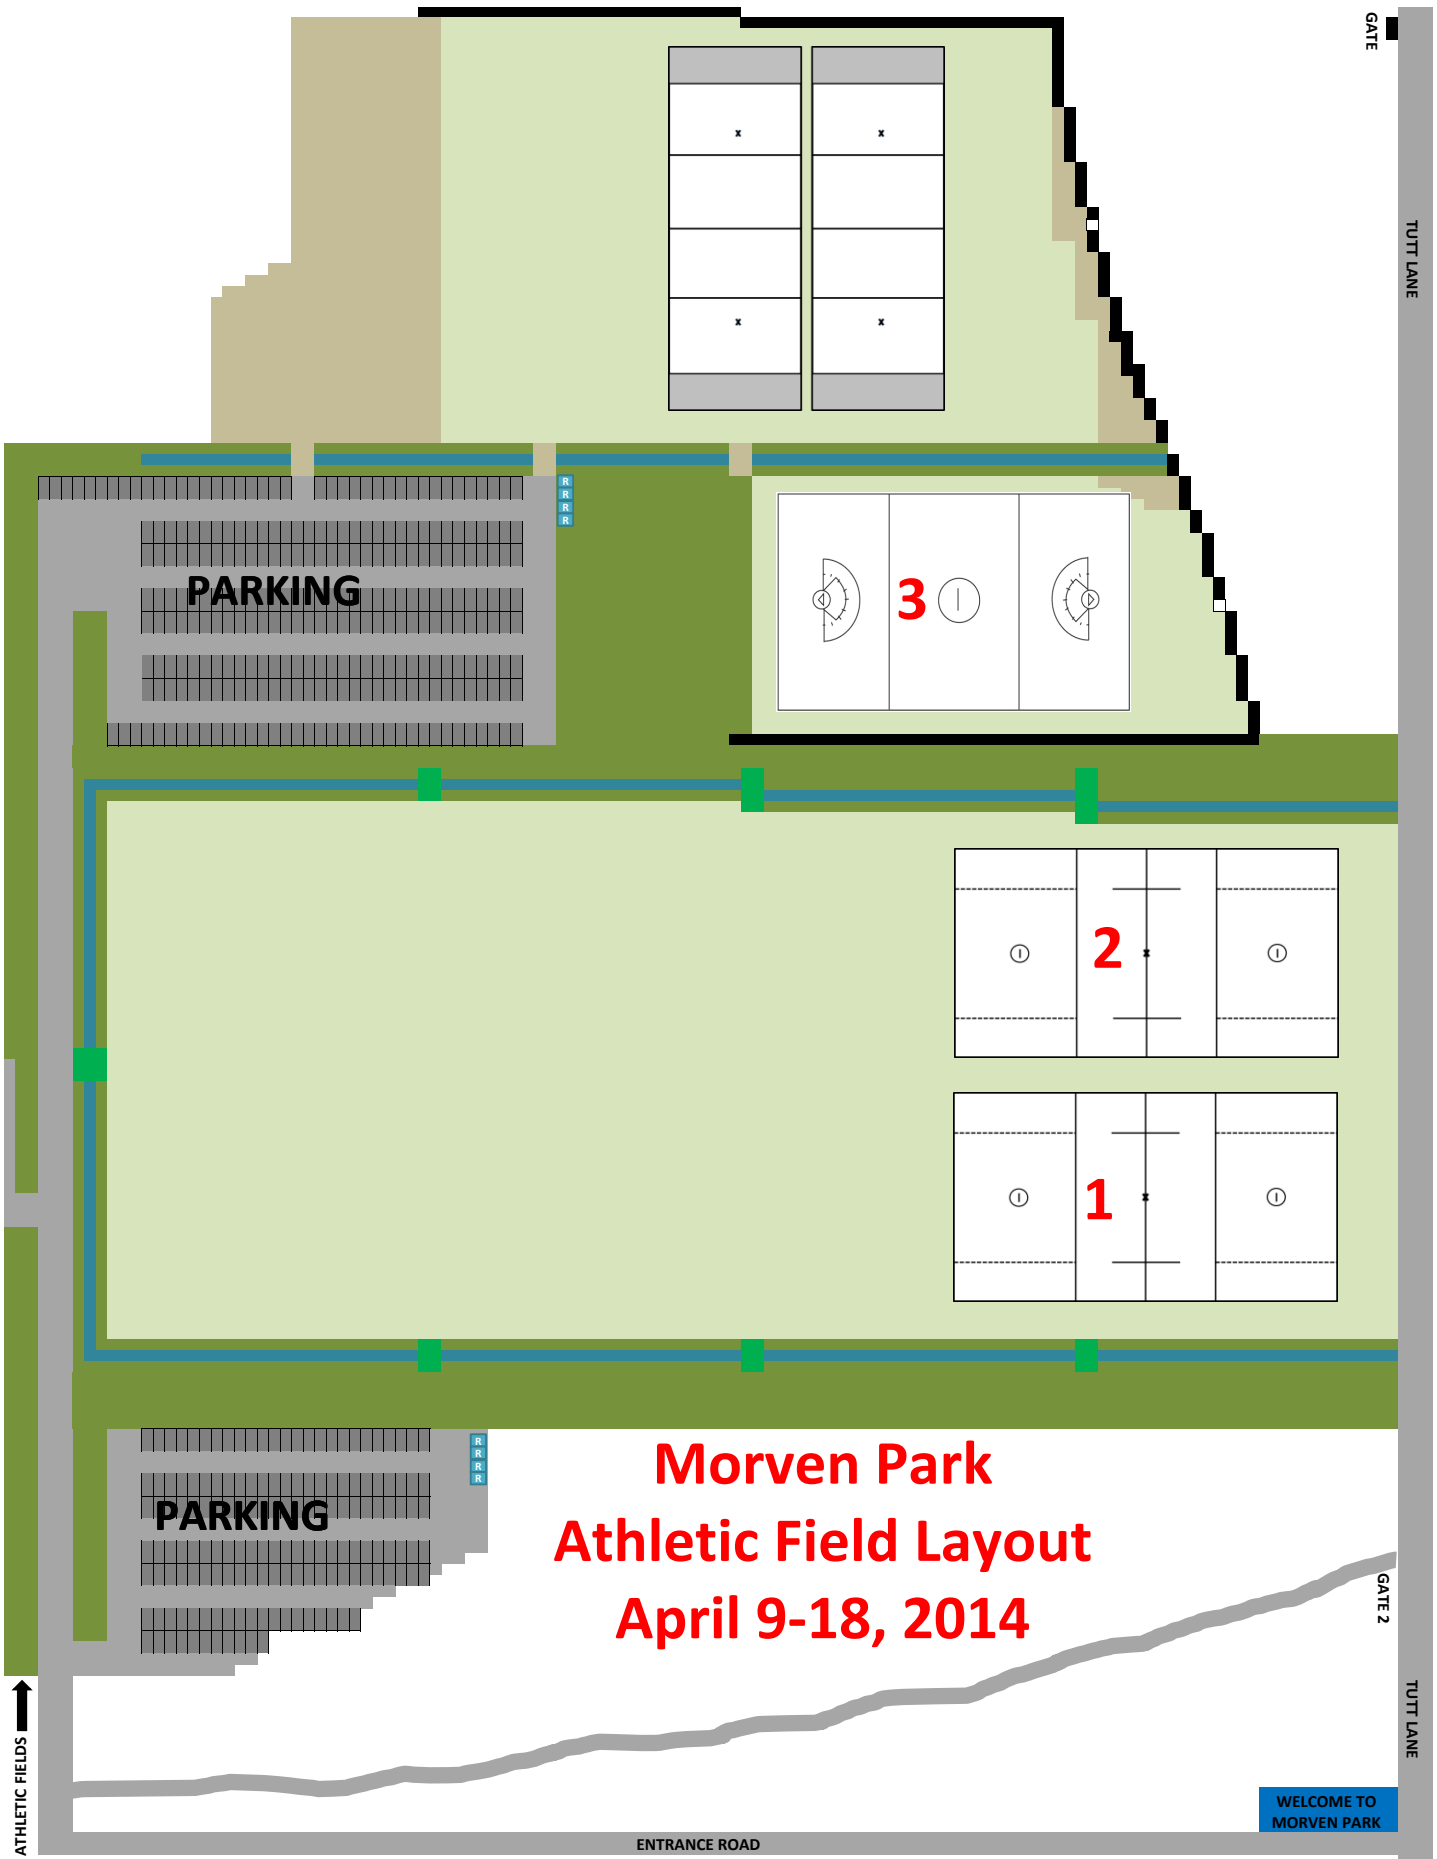 GATE
TUTT LANE
R
R
R
R
PARKING
3
2
1
R
R
R
R
PARKING
Morven Park
Athletic Field Layout
April 9-18, 2014
GATE 2
TUTT LANE
ATHLETIC FIELDS
WELCOME TO
MORVEN PARK
ENTRANCE ROAD